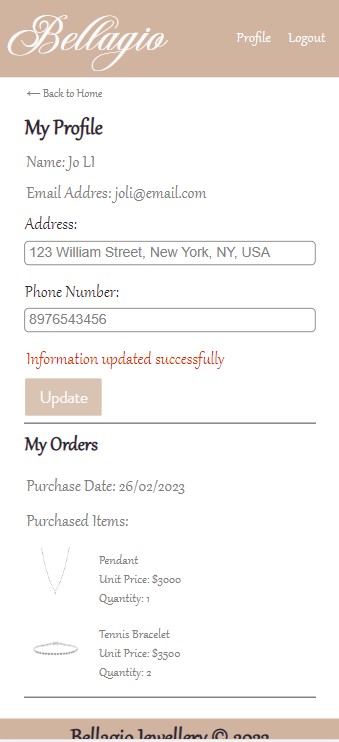 Bellagio
Profile Logout
← Back to Home
My Profile
Name: Jo LI
Email Addres: joli@email.com
Address:
123 William Street, New York, NY, USA
Phone Number:
8976543456
Information updated successfully
Update
My Orders
Purchase Date: 26/02/2023
Purchased Items:
Pendant
Unit Price: $3000
Quantity: 1
Tennis Bracelet
Unit Price: $3500
Quantity: 2
Bellagio Jewellery © 2023